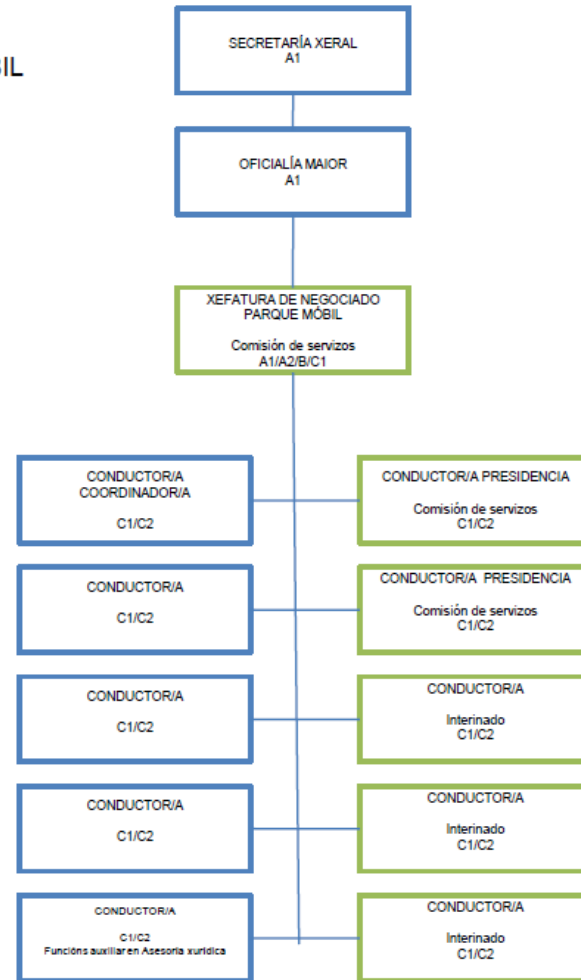 SECRETARÍA XERAL
A1
OFICIALÍA MAIOR
A1
XEFATURA DE NEGOCIADO
PARQUE MÓBIL
Comisión de servizos
A1/A2/B/C1
CONDUCTOR/A
COORDINADOR/A
C1/C2
CONDUCTOR/A PRESIDENCIA
Comisión de servizos
C1/C2
CONDUCTOR/A
C1/C2
CONDUCTOR/A PRESIDENCIA
Comisión de servizos
C1/C2
CONDUCTOR/A
C1/C2
CONDUCTOR/A
Interinado
C1/C2
CONDUCTOR/A
C1/C2
CONDUCTOR/A
Interinado
C1/C2
CONDUCTOR/A
C1/C2
Funcións auxiliar en Asesoría xurídica
CONDUCTOR/A
Interinado
C1/C2